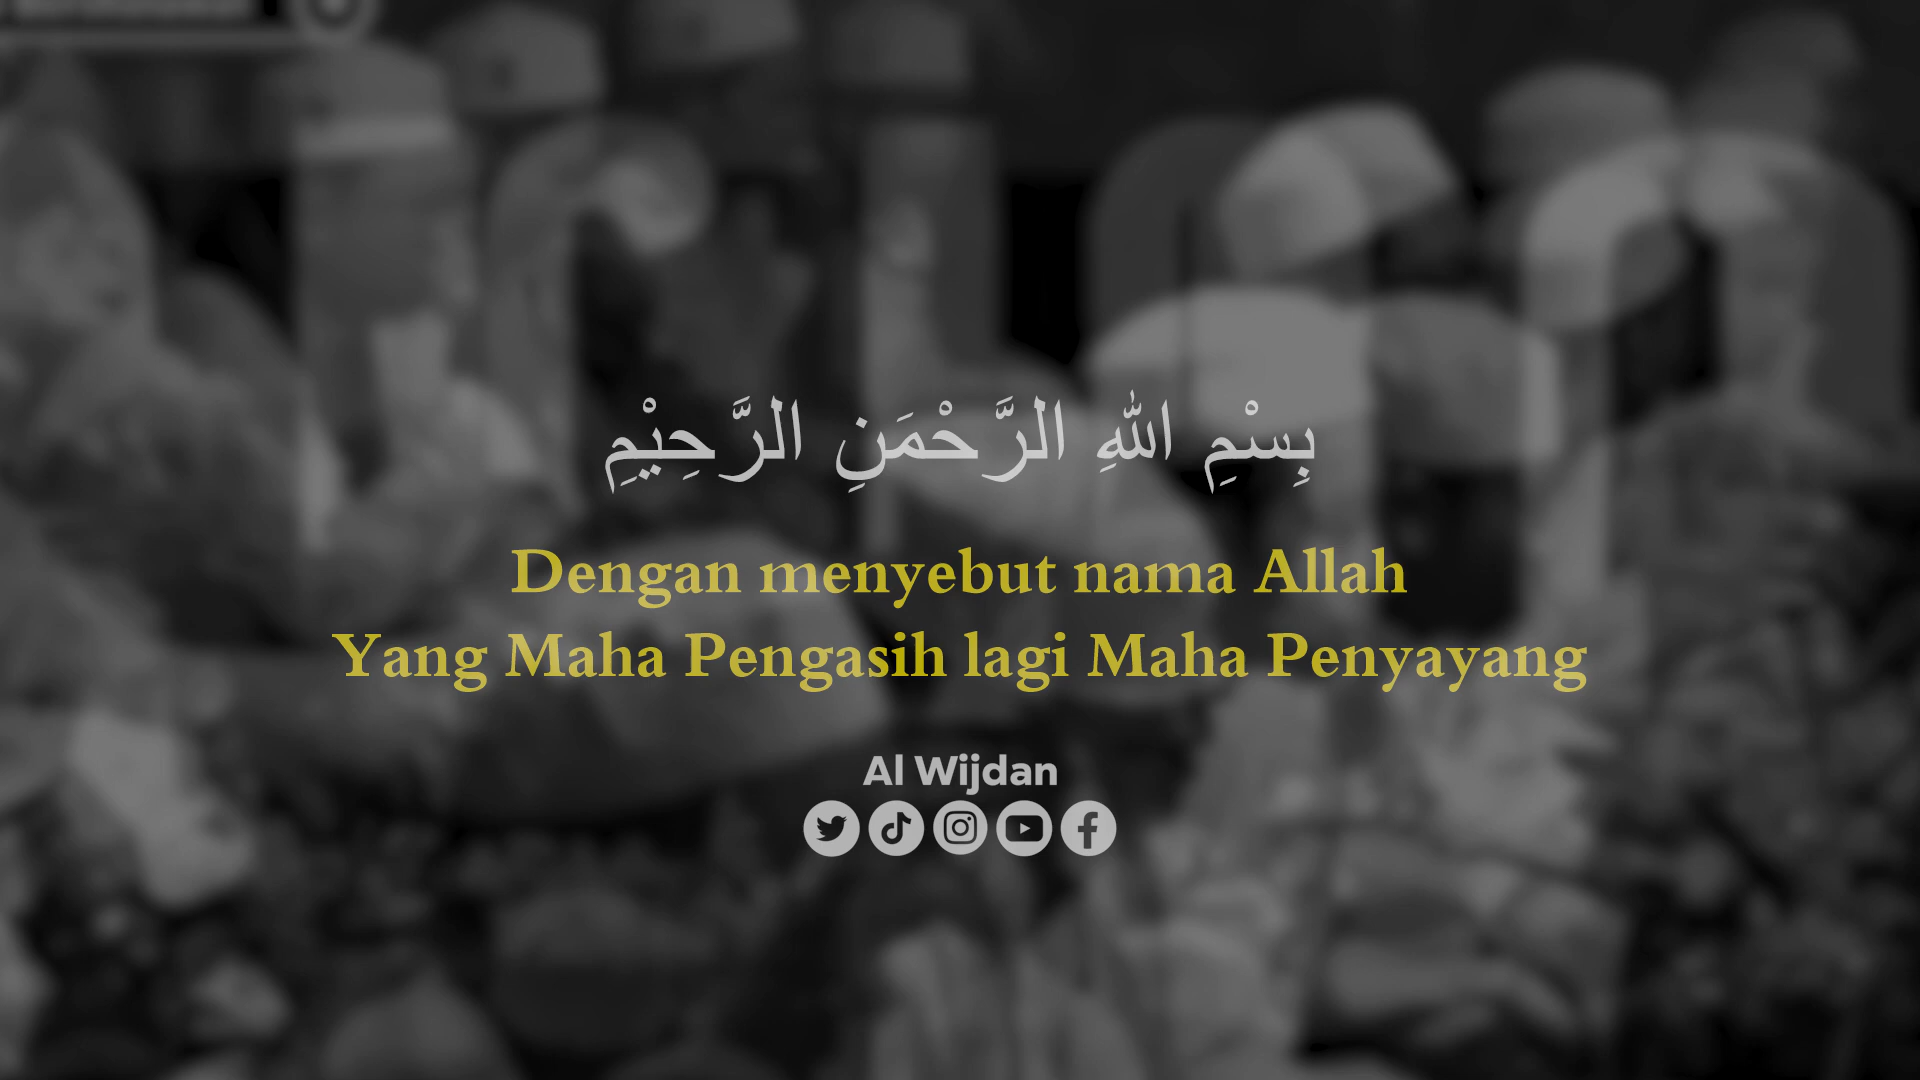 بِسْمِ اللهِ الرَّحْمَنِ الرَّحِيْمِ
Dengan menyebut nama Allah
Yang Maha Pengasih lagi Maha Penyayang
Al Wijdan